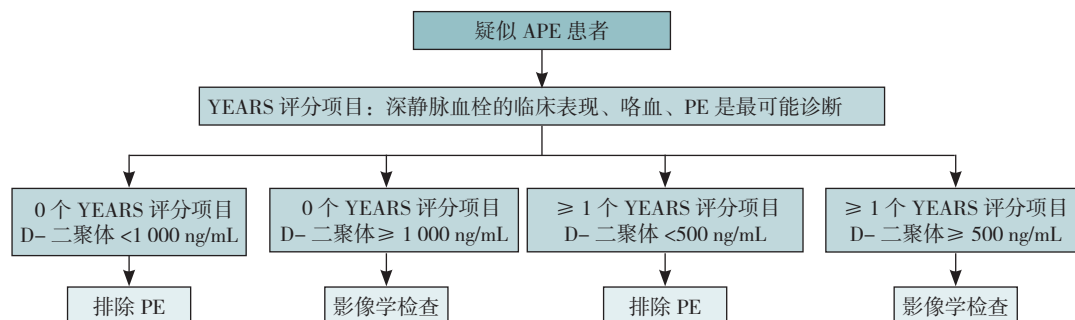 疑似 APE 患者
YEARS 评分项目：深静脉血栓的临床表现、咯血、PE 是最可能诊断
0 个 YEARS 评分项目
D- 二聚体 <1 000 ng/mL
0 个 YEARS 评分项目
D- 二聚体 ≥ 1 000 ng/mL
≥ 1 个 YEARS 评分项目
D- 二聚体 <500 ng/mL
≥ 1 个 YEARS 评分项目
D- 二聚体 ≥ 500 ng/mL
排除 PE
影像学检查
排除 PE
影像学检查